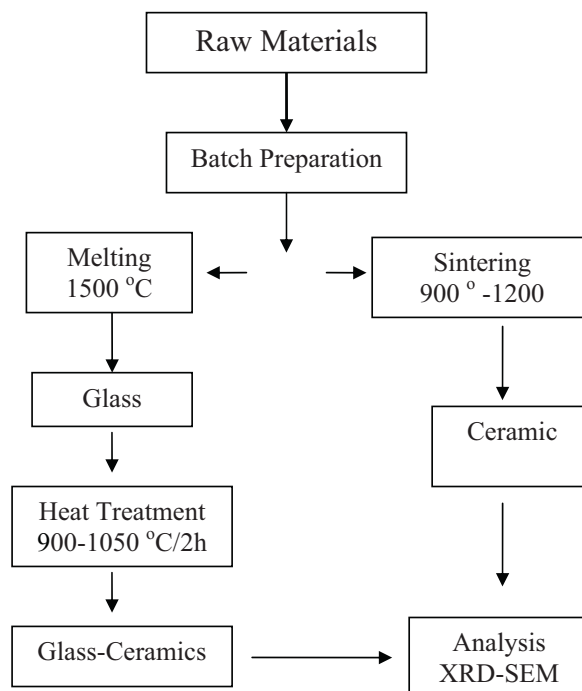 Raw Materials
Batch Preparation
Melting
1500 °C
Sintering
900 ° -1200
Glass
Ceramic
Heat Treatment
900-1050 °C/2h
Glass-Ceramics
Analysis
XRD-SEM